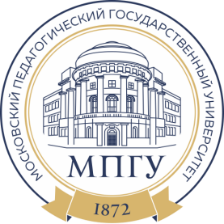 МОСКОВСКИЙ ПЕДАГОГИЧЕСКИЙ ГОСУДАРСТВЕННЫЙ УНИВЕРСИТЕТ
МПГУ
1872